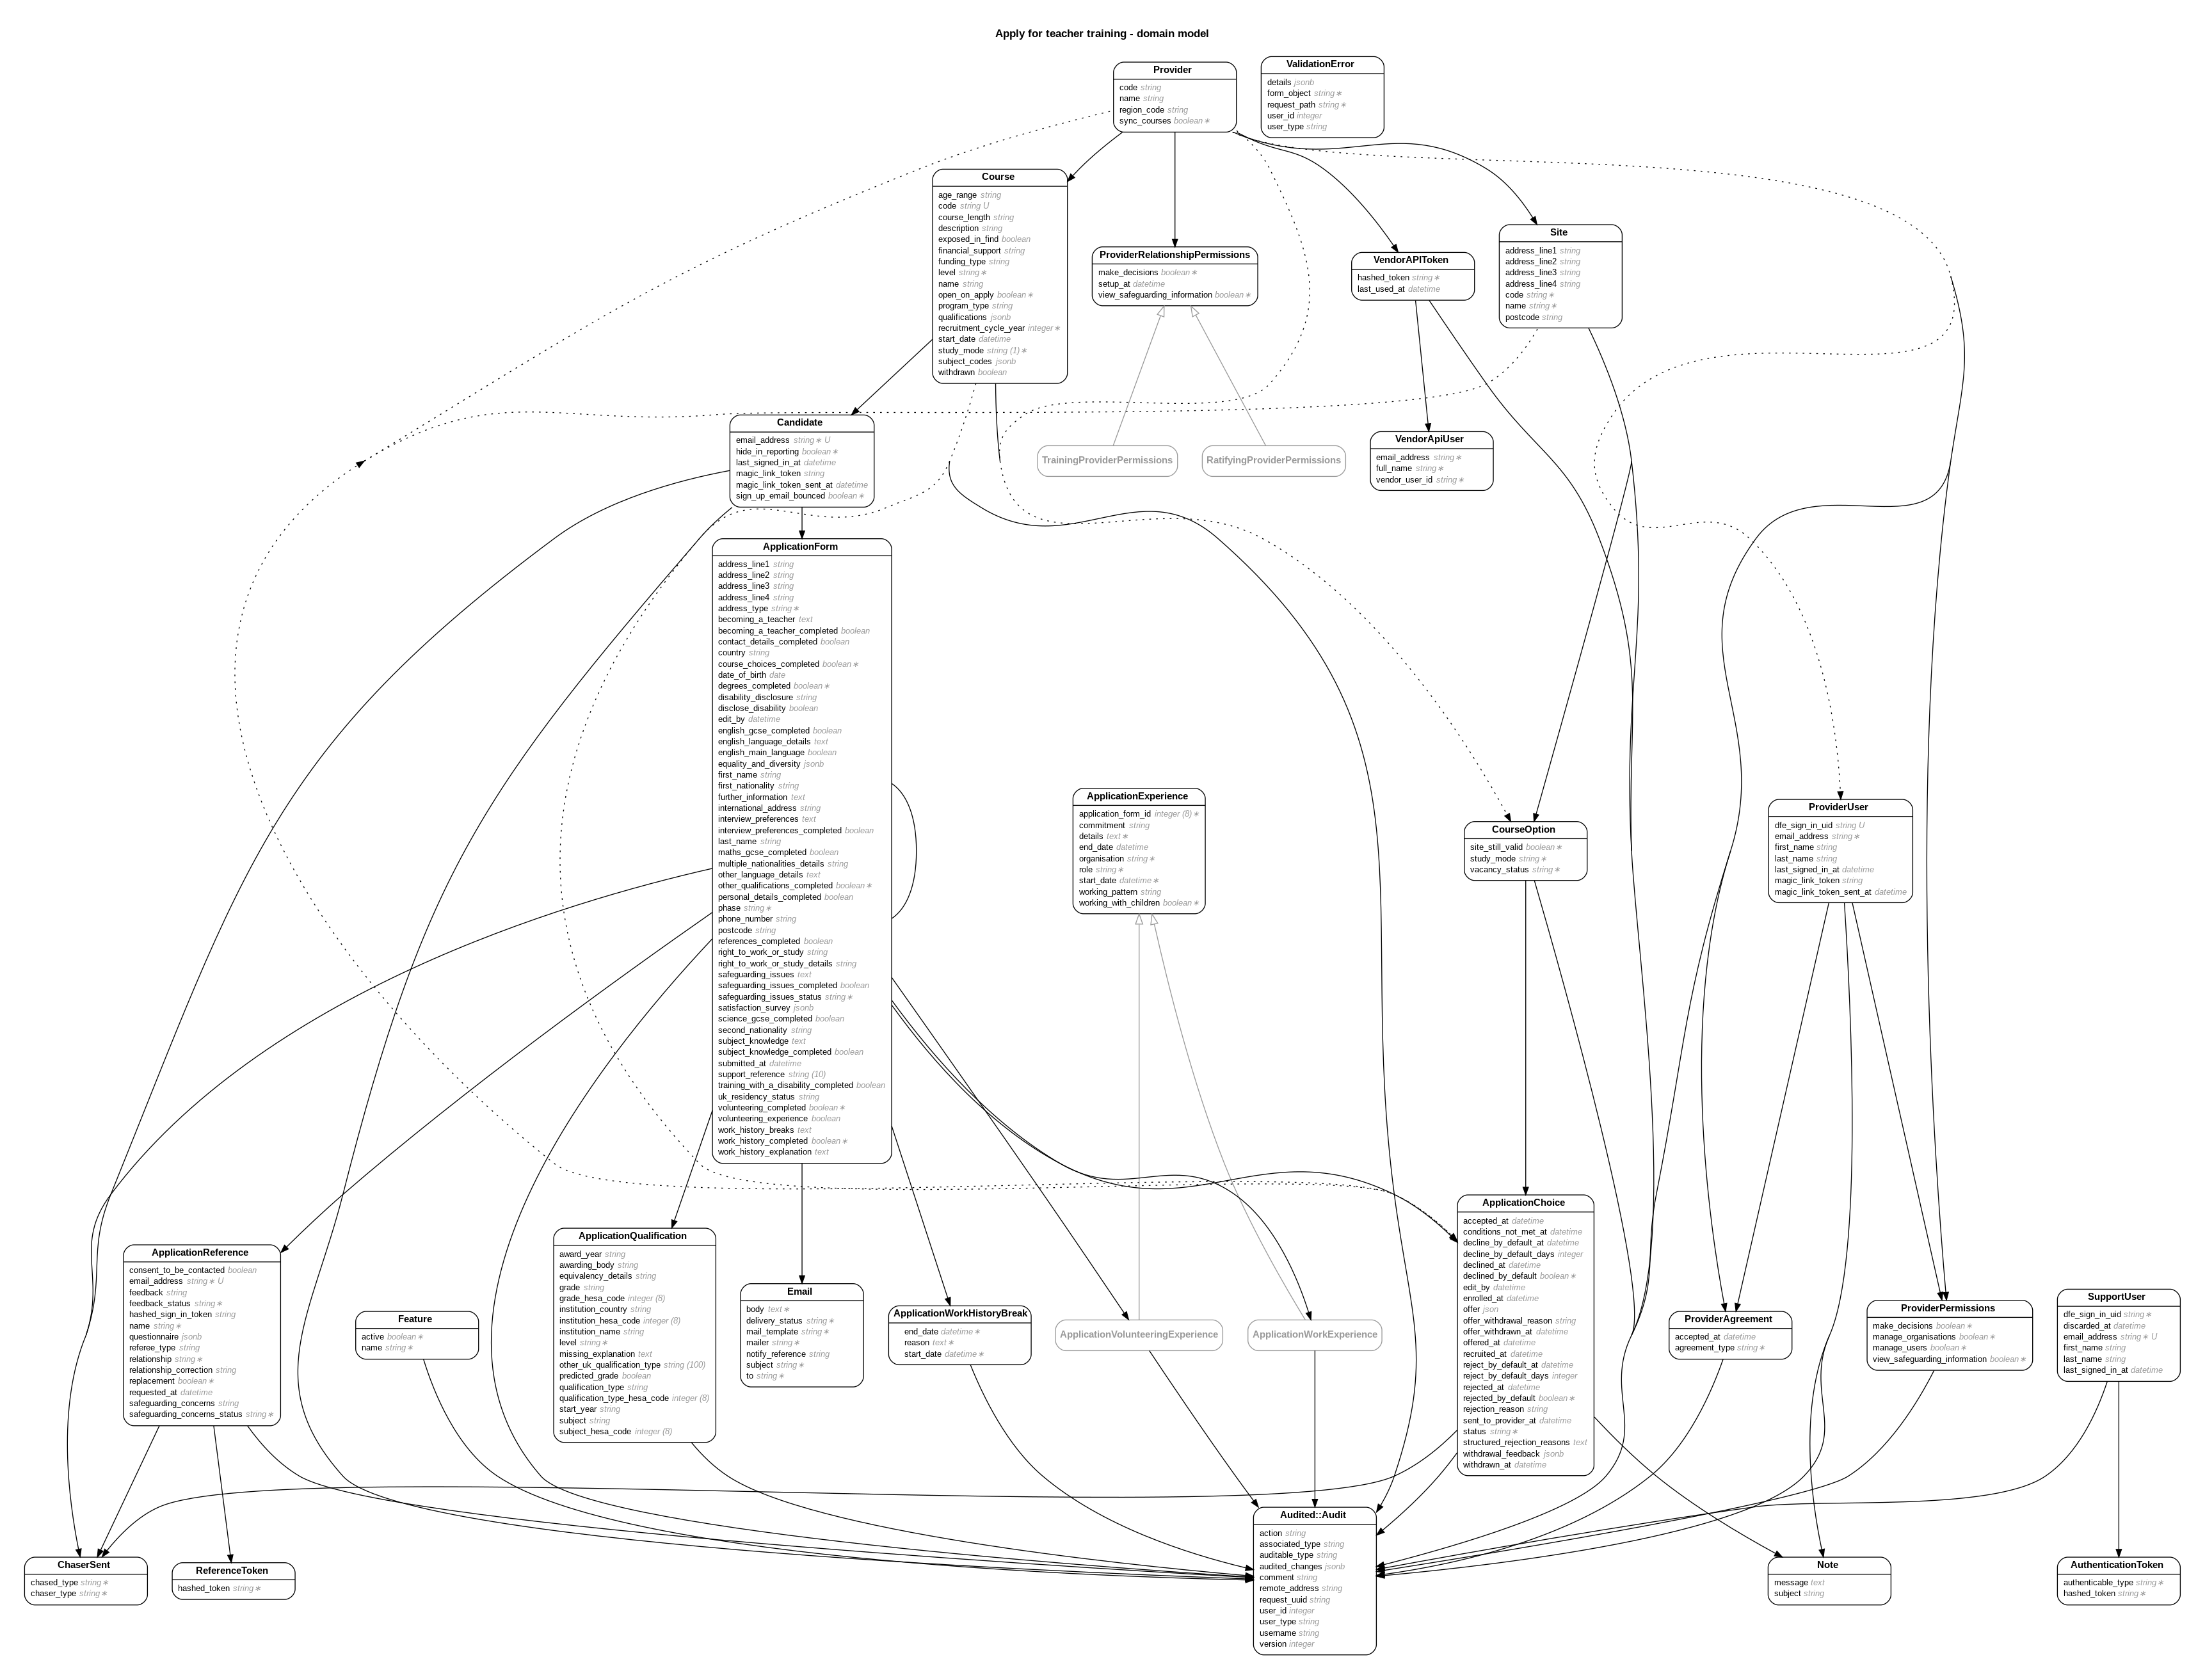 Apply for teacher training - domain model
Provider
code string
name string
region_code string
sync_courses boolean ∗
ValidationError
details jsonb
form_object string ∗
request_path string ∗
user_id integer
user_type string
Course
age_range string
code string U
course_length string
description string
exposed_in_find boolean
financial_support string
funding_type string
level string ∗
name string
open_on_apply boolean ∗
program_type string
qualifications jsonb
recruitment_cycle_year integer ∗
start_date datetime
study_mode string (1) ∗
subject_codes jsonb
withdrawn boolean
ProviderRelationshipPermissions
make_decisions boolean ∗
setup_at datetime
view_safeguarding_information boolean ∗
VendorAPIToken
hashed_token string ∗
last_used_at datetime
Site
address_line1 string
address_line2 string
address_line3 string
address_line4 string
code string ∗
name string ∗
postcode string
Candidate
email_address string ∗ U
hide_in_reporting boolean ∗
last_signed_in_at datetime
magic_link_token string
magic_link_token_sent_at datetime
sign_up_email_bounced boolean ∗
TrainingProviderPermissions
RatifyingProviderPermissions
VendorApiUser
email_address string ∗
full_name string ∗
vendor_user_id string ∗
ApplicationForm
address_line1 string
address_line2 string
address_line3 string
address_line4 string
address_type string ∗
becoming_a_teacher text
becoming_a_teacher_completed boolean
contact_details_completed boolean
country string
course_choices_completed boolean ∗
date_of_birth date
degrees_completed boolean ∗
disability_disclosure string
disclose_disability boolean
edit_by datetime
english_gcse_completed boolean
english_language_details text
english_main_language boolean
equality_and_diversity jsonb
first_name string
first_nationality string
further_information text
international_address string
interview_preferences text
interview_preferences_completed boolean
last_name string
maths_gcse_completed boolean
multiple_nationalities_details string
other_language_details text
other_qualifications_completed boolean ∗
personal_details_completed boolean
phase string ∗
phone_number string
postcode string
references_completed boolean
right_to_work_or_study string
right_to_work_or_study_details string
safeguarding_issues text
safeguarding_issues_completed boolean
safeguarding_issues_status string ∗
satisfaction_survey jsonb
science_gcse_completed boolean
second_nationality string
subject_knowledge text
subject_knowledge_completed boolean
submitted_at datetime
support_reference string (10)
training_with_a_disability_completed boolean
uk_residency_status string
volunteering_completed boolean ∗
volunteering_experience boolean
work_history_breaks text
work_history_completed boolean ∗
work_history_explanation text
ApplicationExperience
application_form_id integer (8) ∗
commitment string
details text ∗
end_date datetime
organisation string ∗
role string ∗
start_date datetime ∗
working_pattern string
working_with_children boolean ∗
CourseOption
site_still_valid boolean ∗
study_mode string ∗
vacancy_status string ∗
ProviderUser
dfe_sign_in_uid string U
email_address string ∗
first_name string
last_name string
last_signed_in_at datetime
magic_link_token string
magic_link_token_sent_at datetime
ApplicationReference
consent_to_be_contacted boolean
email_address string ∗ U
feedback string
feedback_status string ∗
hashed_sign_in_token string
name string ∗
questionnaire jsonb
referee_type string
relationship string ∗
relationship_correction string
replacement boolean ∗
requested_at datetime
safeguarding_concerns string
safeguarding_concerns_status string ∗
Feature
active boolean ∗
name string ∗
ApplicationQualification
award_year string
awarding_body string
equivalency_details string
grade string
grade_hesa_code integer (8)
institution_country string
institution_hesa_code integer (8)
institution_name string
level string ∗
missing_explanation text
other_uk_qualification_type string (100)
predicted_grade boolean
qualification_type string
qualification_type_hesa_code integer (8)
start_year string
subject string
subject_hesa_code integer (8)
Email
body text ∗
delivery_status string ∗
mail_template string ∗
mailer string ∗
notify_reference string
subject string ∗
to string ∗
ApplicationWorkHistoryBreak
end_date datetime ∗
reason text ∗
start_date datetime ∗
ApplicationVolunteeringExperience
ApplicationWorkExperience
ApplicationChoice
accepted_at datetime
conditions_not_met_at datetime
decline_by_default_at datetime
decline_by_default_days integer
declined_at datetime
declined_by_default boolean ∗
edit_by datetime
enrolled_at datetime
offer json
offer_withdrawal_reason string
offer_withdrawn_at datetime
offered_at datetime
recruited_at datetime
reject_by_default_at datetime
reject_by_default_days integer
rejected_at datetime
rejected_by_default boolean ∗
rejection_reason string
sent_to_provider_at datetime
status string ∗
structured_rejection_reasons text
withdrawal_feedback jsonb
withdrawn_at datetime
ProviderAgreement
accepted_at datetime
agreement_type string ∗
ProviderPermissions
make_decisions boolean ∗
manage_organisations boolean ∗
manage_users boolean ∗
view_safeguarding_information boolean ∗
SupportUser
dfe_sign_in_uid string ∗
discarded_at datetime
email_address string ∗ U
first_name string
last_name string
last_signed_in_at datetime
ChaserSent
chased_type string ∗
chaser_type string ∗
ReferenceToken
hashed_token string ∗
Audited::Audit
action string
associated_type string
auditable_type string
audited_changes jsonb
comment string
remote_address string
request_uuid string
user_id integer
user_type string
username string
version integer
Note
message text
subject string
AuthenticationToken
authenticable_type string ∗
hashed_token string ∗